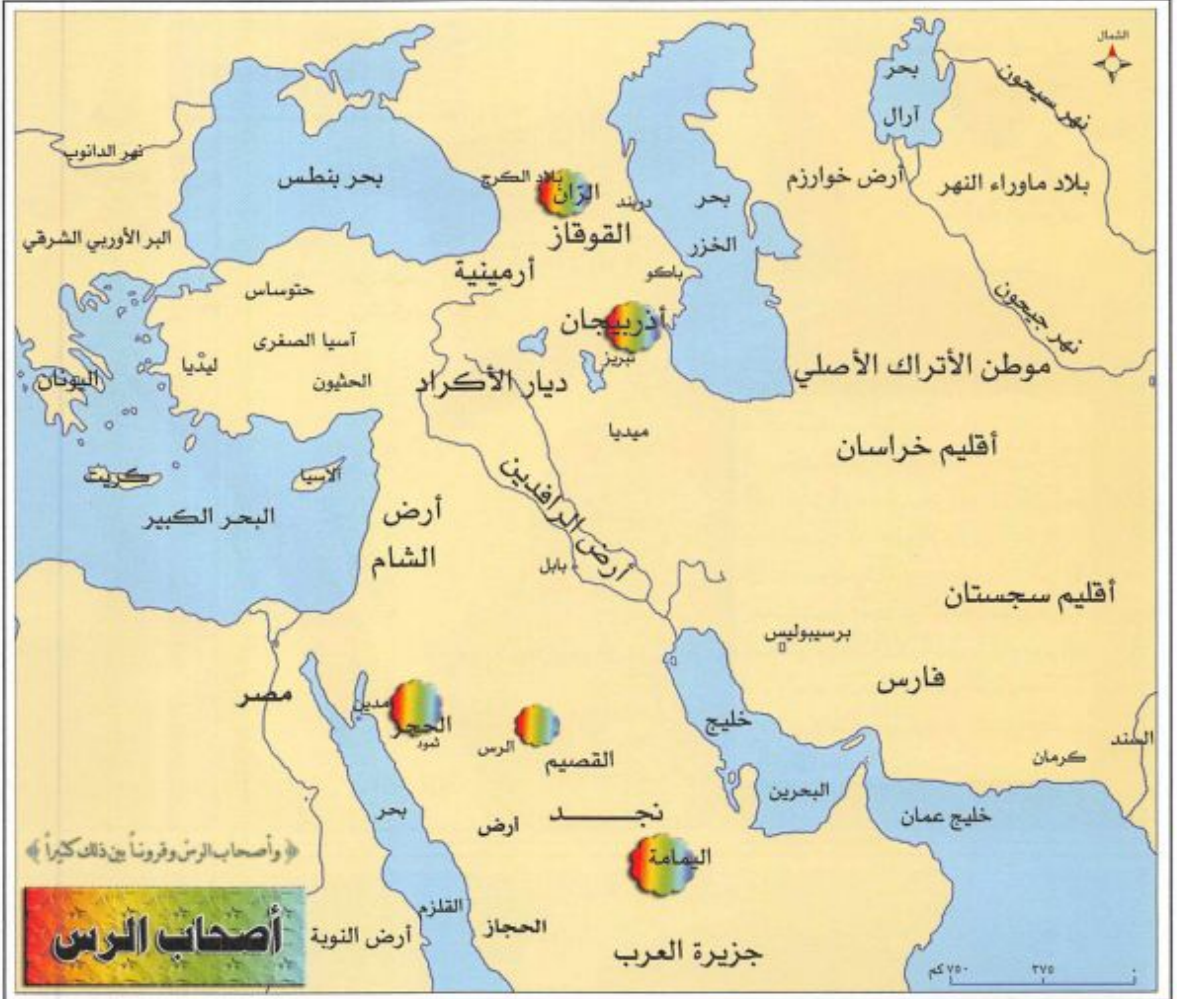 الشمال
بحر
آرال
نهر سيحون
نهر الدانوب
بحر بنطس
بلاد الكرج
الران
دربند
بحر
الخزر
أرض خوارزم
بلاد ماوراء النهر
البر الأوربي الشرقي
القوقاز
أرمينية
باكو
حتوساس
نهر جيحون
أذربيجان
آسيا الصغرى
ليديا
تبريز
موطن الأتراك الأصلي
اليونان
الحثيون
ديار الأكراد
ميديا
أقليم خراسان
كريت
الاسيا
البحر الكبير
أرض
الشام
أرض الرافدين
بابل
أقليم سجستان
برسيبوليس
فارس
مصر
مدين
الحجر
ثمود
الرس
القصيم
خليج
السند
كرمان
البحرين
خليج عمان
بحر
أرض
نجـــــــد
اليمامة
﴿وأصحاب الرس وقروناً بين ذلك كثيراً﴾
أصحاب الرس
القلزم
أرض النوبة
الحجاز
جزيرة العرب
٧٥٠ كم
٣٧٥
٠